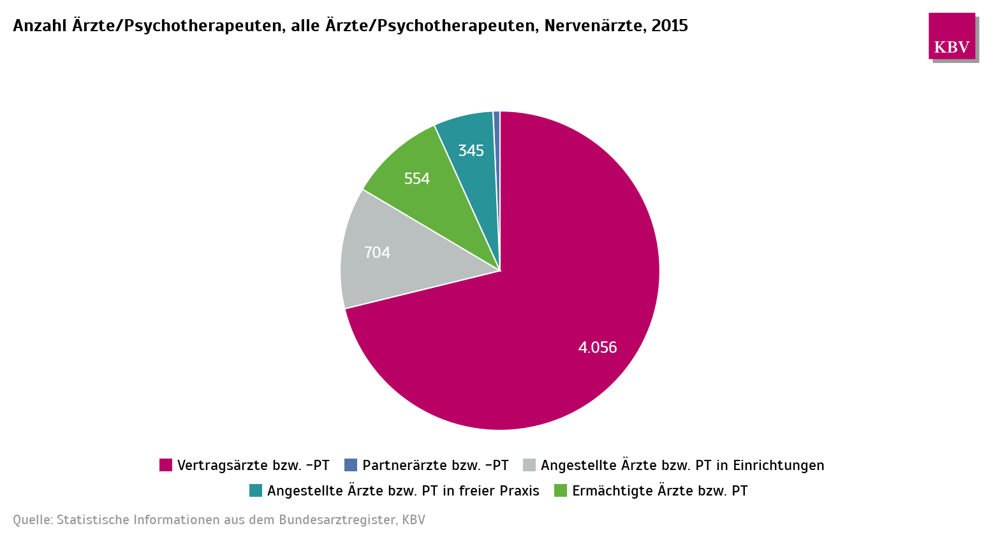 Anzahl Ärzte/Psychotherapeuten, alle Ärzte/Psychotherapeuten, Nervenärzte, 2015
KBV
345
554
704
4.056
Vertragsärzte bzw. -PT Partnerärzte bzw. -PT Angestellte Ärzte bzw. PT in Einrichtungen
Angestellte Ärzte bzw. PT in freier Praxis Ermächtigte Ärzte bzw. PT
Quelle: Statistische Informationen aus dem Bundesarztregister, KBV